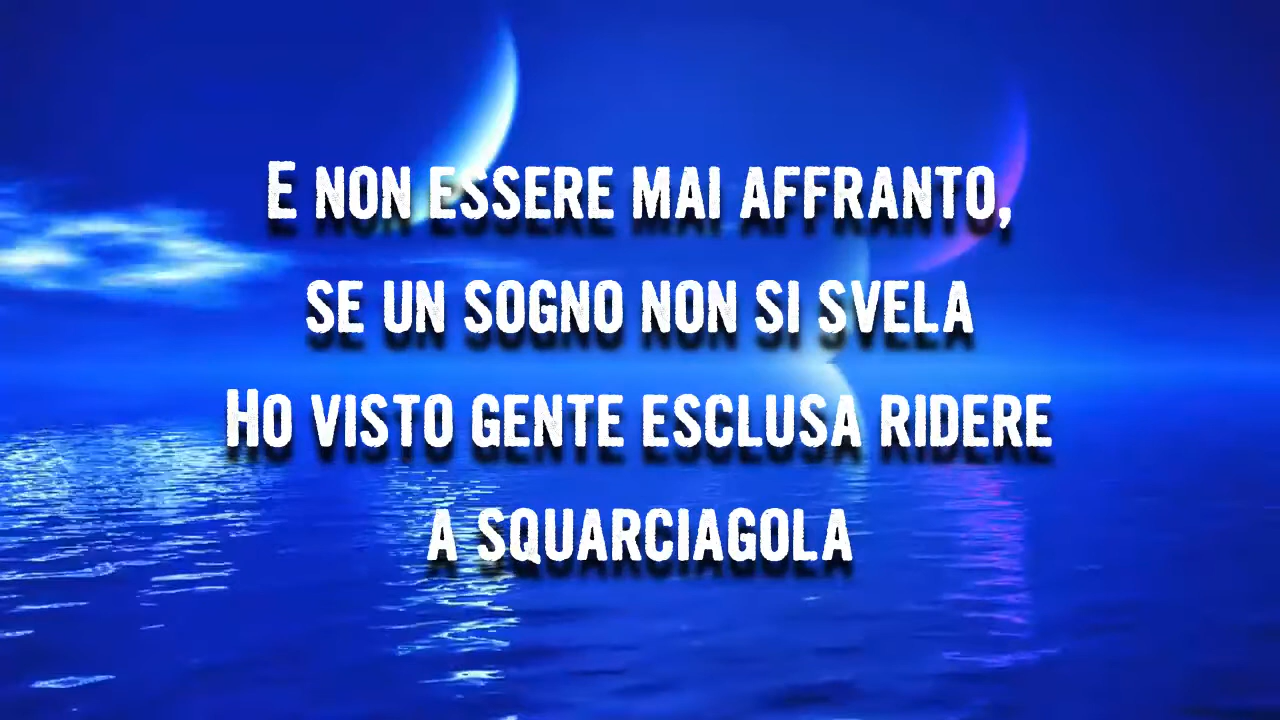 E non essere mai affranto,
se un sogno non si svela
Ho visto gente esclusa ridere
a squarciagola